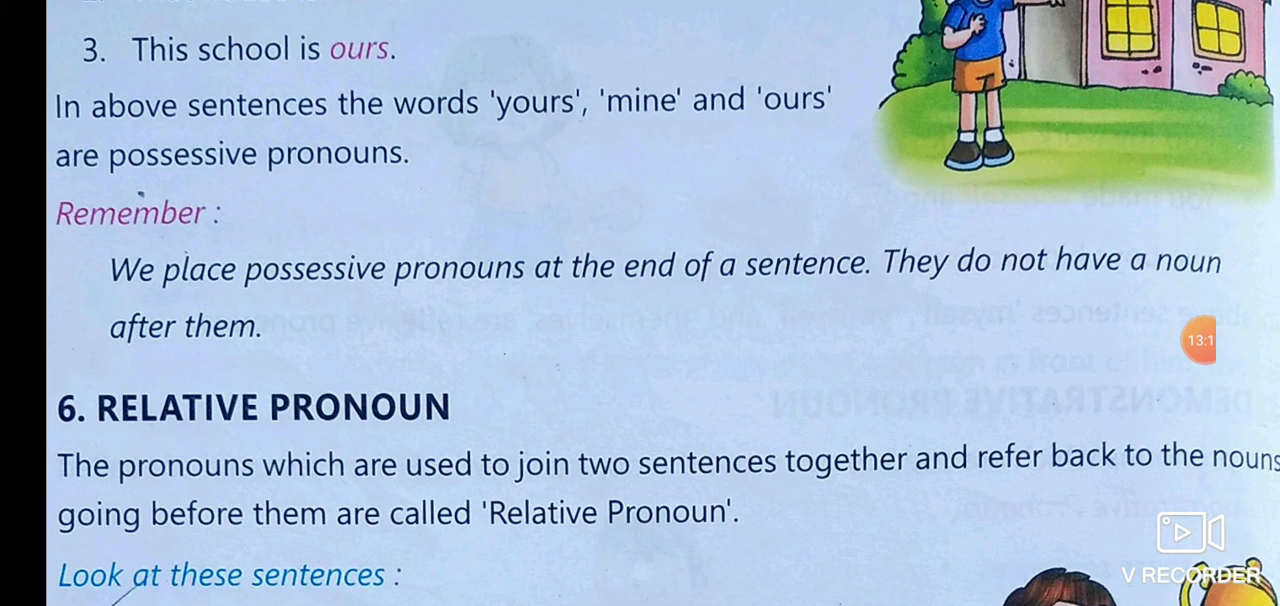 3. This school is ours.
In above sentences the words 'yours', 'mine' and 'ours'
are possessive pronouns.
Remember :
We place possessive pronouns at the end of a sentence. They do not have a noun
after them.
13:1
6. RELATIVE PRONOUN
The pronouns which are used to join two sentences together and refer back to the nouns
going before them are called 'Relative Pronoun'.
Look at these sentences :
V RECORDER